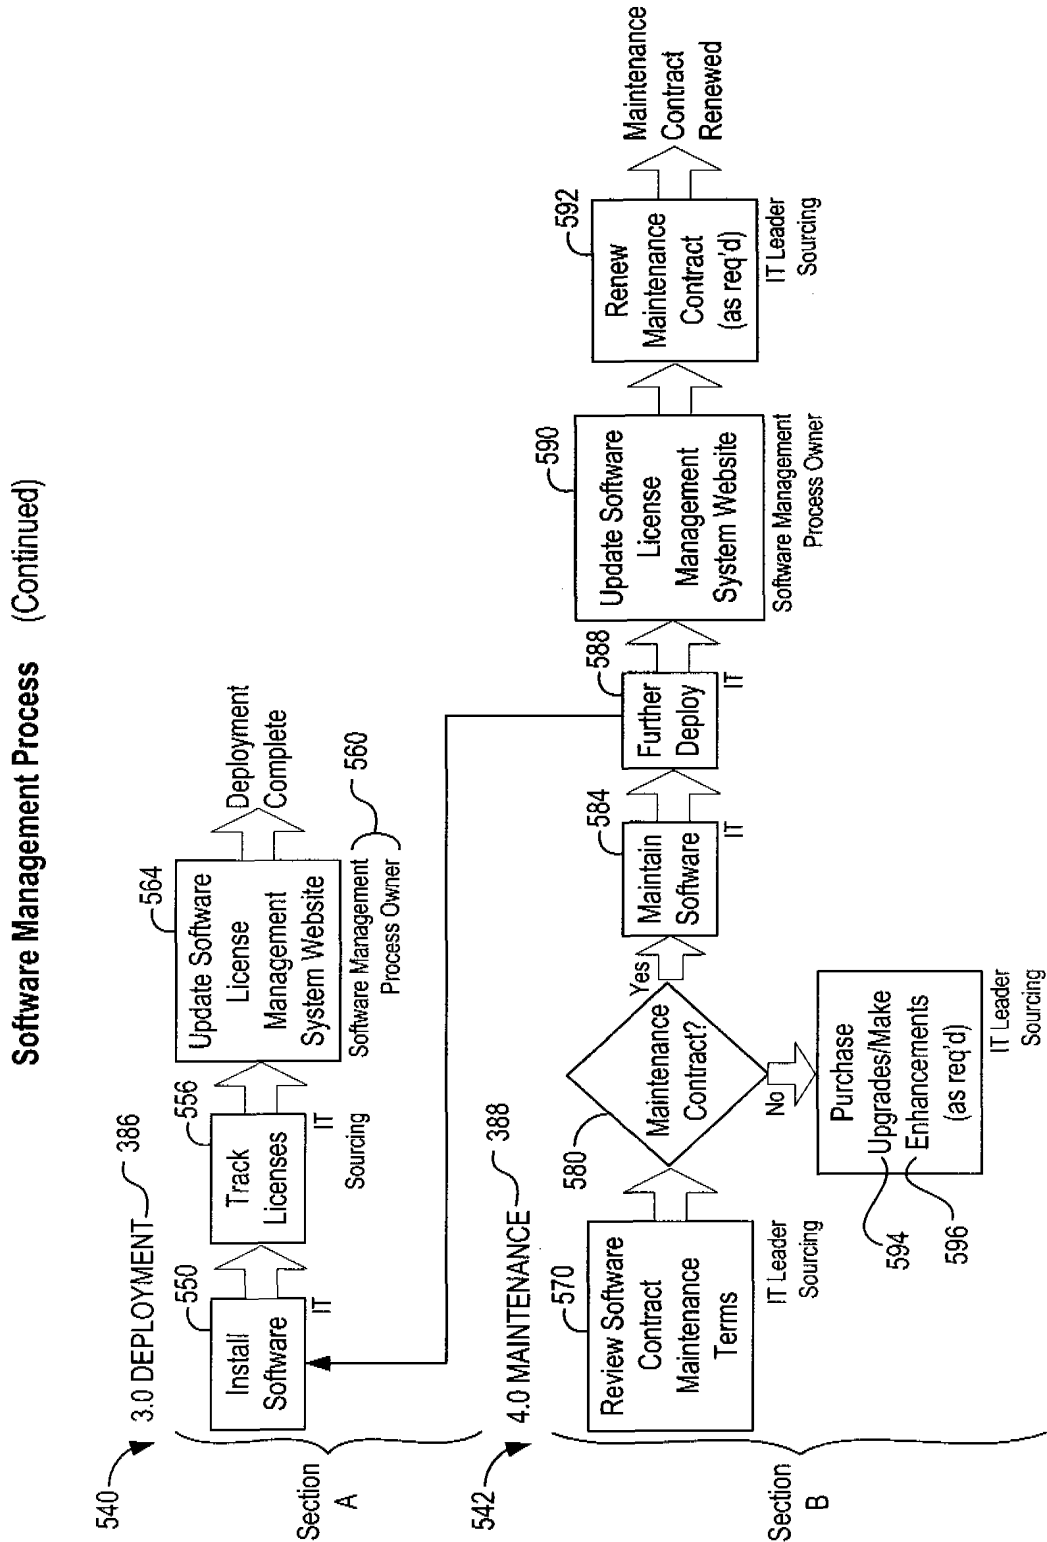 Software Management Process (Continued)
540
3.0 DEPLOYMENT
386
Section
A
550
Install
Software
IT
556
Track
Licenses
IT
Sourcing
564
Update Software
License
Management
System Website
Software Management
Process Owner
560
Deployment
Complete
542
4.0 MAINTENANCE
388
Section
B
570
Review Software
Contract
Maintenance
Terms
IT Leader
Sourcing
580
Maintenance
Contract?
Yes
No
584
Maintain
Software
IT
588
Further
Deploy
IT
590
Update Software
License
Management
System Website
Software Management
Process Owner
592
Renew
Maintenance
Contract
(as req'd)
IT Leader
Sourcing
Maintenance
Contract
Renewed
Purchase
Upgrades/Make
Enhancements
(as req'd)
IT Leader
Sourcing
594
596